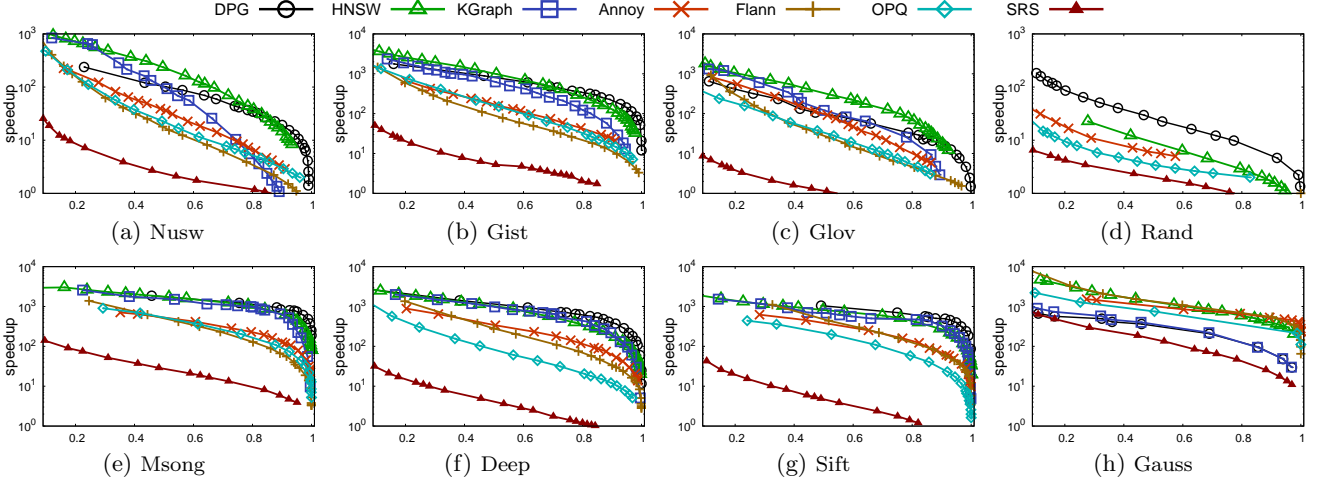 DPG HNSW KGraph Annoy Flann OPQ SRS
10^3 10^2 10^1 10^0 speedup 0.2 0.4 0.6 0.8 1
10^4 10^3 10^2 10^1 10^0 speedup 0.2 0.4 0.6 0.8 1
10^4 10^3 10^2 10^1 10^0 speedup 0.2 0.4 0.6 0.8 1
1000 100 10 1 speedup 0.2 0.4 0.6 0.8 1
(a) Nusw (b) Gist (c) Glov (d) Rand
10^4 10^3 10^2 10^1 10^0 speedup 0.2 0.4 0.6 0.8 1
10^4 10^3 10^2 10^1 10^0 speedup 0.2 0.4 0.6 0.8 1
10^4 10^3 10^2 10^1 10^0 speedup 0.2 0.4 0.6 0.8 1
10^4 10^3 10^2 10^1 10^0 speedup 0.2 0.4 0.6 0.8 1
(e) Msong (f) Deep (g) Sift (h) Gauss